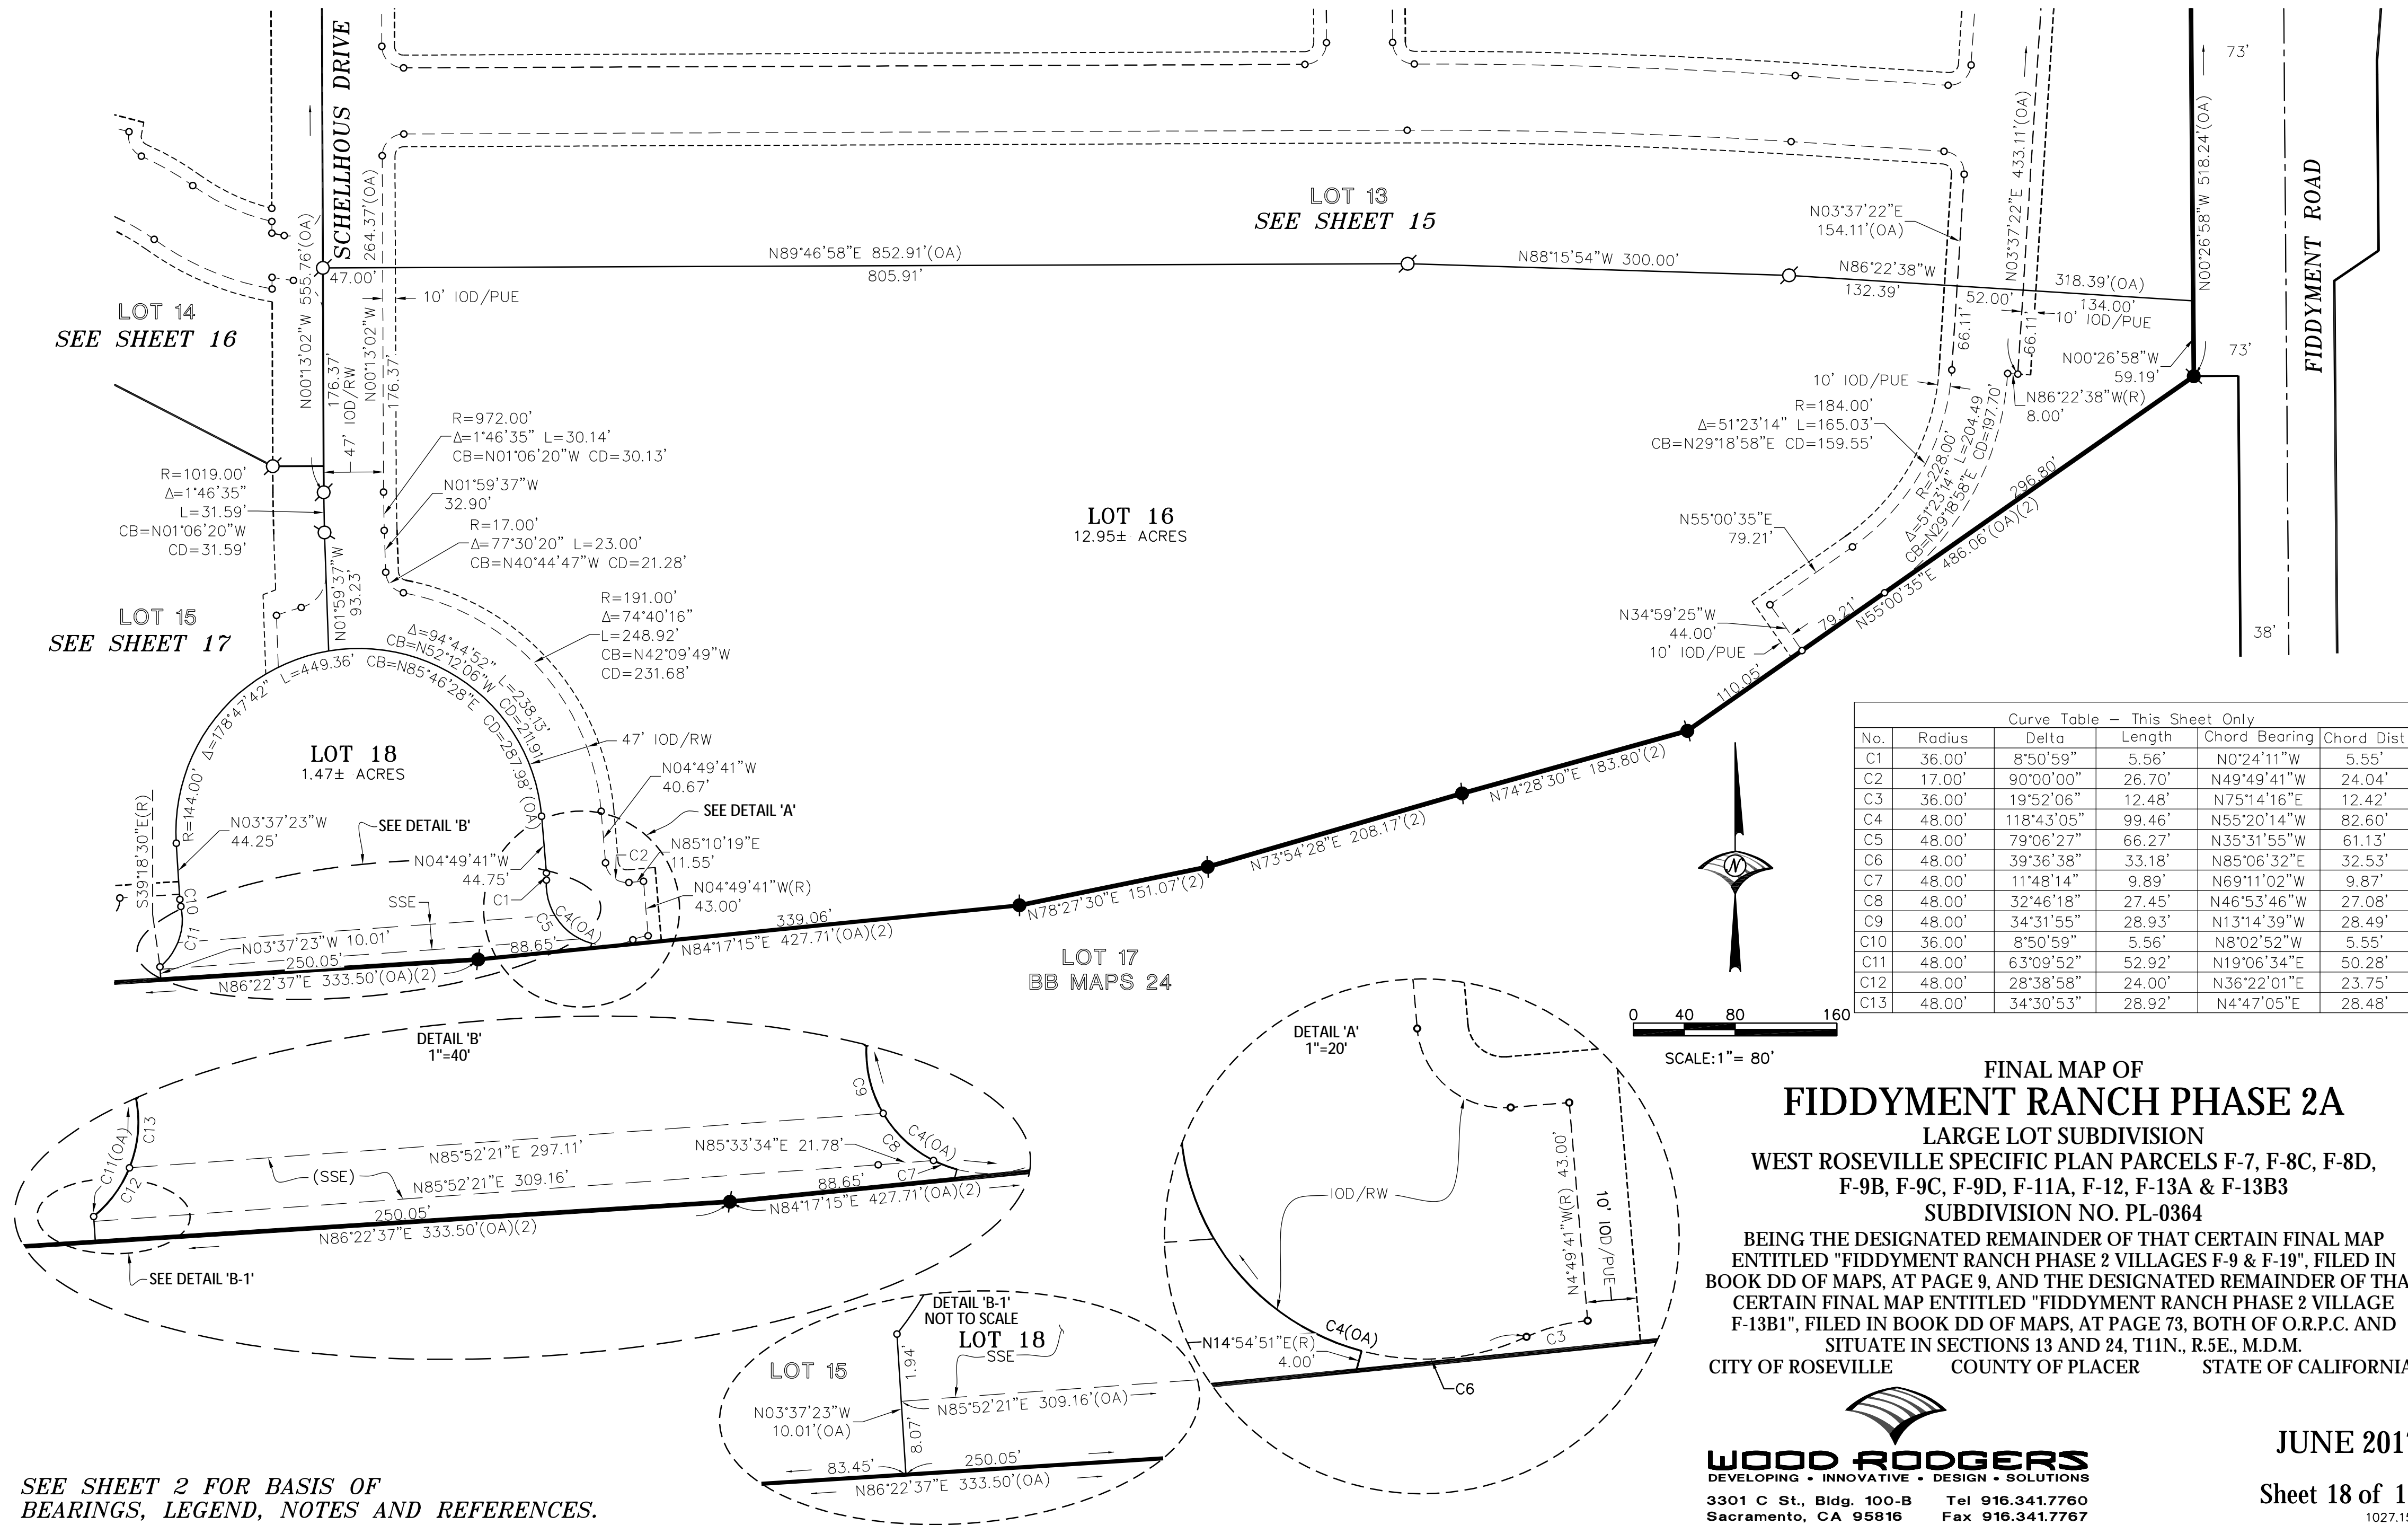 SCHELLHOUS DRIVE
N00°13'02"W 555.76'(OA)
264.37'(OA)
N00°13'02"W
176.37'
47' IOD/RW
176.37'
47.00'
10' IOD/PUE
N89°46'58"E 852.91'(OA)
805.91'
LOT 13
SEE SHEET 15
N88°15'54"W 300.00'
N86°22'38"W
132.39'
52.00'
318.39'(OA)
134.00'
10' IOD/PUE
N03°37'22"E
154.11'(OA)
N03°37'22"E 433.11'(OA)
66.11'
66.11'
N00°26'58"W 518.24'(OA)
73'
73'
38'
FIDDYMENT ROAD
N00°26'58"W
59.19'
N86°22'38"W(R)
8.00'
10' IOD/PUE
R=184.00'
Δ=51°23'14" L=165.03'
CB=N29°18'58"E CD=159.55'
R=228.00'
Δ=51°23'14" L=204.49
CB=N29°18'58"E CD=197.70'
N55°00'35"E
79.21'
N34°59'25"W
44.00'
10' IOD/PUE
296.80'
79.21'
N55°00'35"E 486.06'(OA)(2)
110.05'
LOT 14
SEE SHEET 16
R=1019.00'
Δ=1°46'35"
L=31.59'
CB=N01°06'20"W
CD=31.59'
R=972.00'
Δ=1°46'35" L=30.14'
CB=N01°06'20"W CD=30.13'
N01°59'37"W
32.90'
R=17.00'
Δ=77°30'20" L=23.00'
CB=N40°44'47"W CD=21.28'
R=191.00'
Δ=74°40'16"
L=248.92'
CB=N42°09'49"W
CD=231.68'
LOT 16
12.95± ACRES
LOT 15
SEE SHEET 17
N01°59'37"W
93.23'
Δ=94°44'52" L=238.13'
CB=N52°12'06"W CD=211.91
R=144.00' Δ=178°47'42" L=449.36' CB=N85°46'28"E CD=287.98' (OA)
LOT 18
1.47± ACRES
47' IOD/RW
N04°49'41"W
40.67'
SEE DETAIL 'A'
SEE DETAIL 'B'
N85°10'19"E
11.55'
C2
N04°49'41"W(R)
43.00'
S39°18'30"E(R)
N03°37'23"W
44.25'
N04°49'41"W
44.75'
C1
C10
C11
C5
C4(OA)
SSE
N03°37'23"W 10.01'
250.05'
N86°22'37"E 333.50'(OA)(2)
88.65'
339.06'
N84°17'15"E 427.71'(OA)(2)
N78°27'30"E 151.07'(2)
N73°54'28"E 208.17'(2)
N74°28'30"E 183.80'(2)
LOT 17
BB MAPS 24
N
0 40 80 160
SCALE:1"= 80'
Curve Table – This Sheet Only
No. Radius Delta Length Chord Bearing Chord Dist
C1 36.00' 8°50'59" 5.56' N0°24'11"W 5.55'
C2 17.00' 90°00'00" 26.70' N49°49'41"W 24.04'
C3 36.00' 19°52'06" 12.48' N75°14'16"E 12.42'
C4 48.00' 118°43'05" 99.46' N55°20'14"W 82.60'
C5 48.00' 79°06'27" 66.27' N35°31'55"W 61.13'
C6 48.00' 39°36'38" 33.18' N85°06'32"E 32.53'
C7 48.00' 11°48'14" 9.89' N69°11'02"W 9.87'
C8 48.00' 32°46'18" 27.45' N46°53'46"W 27.08'
C9 48.00' 34°31'55" 28.93' N13°14'39"W 28.49'
C10 36.00' 8°50'59" 5.56' N8°02'52"W 5.55'
C11 48.00' 63°09'52" 52.92' N19°06'34"E 50.28'
C12 48.00' 28°38'58" 24.00' N36°22'01"E 23.75'
C13 48.00' 34°30'53" 28.92' N4°47'05"E 28.48'
DETAIL 'B'
1"=40'
C13
C11(OA)
C12
(SSE)
N85°52'21"E 297.11'
N85°52'21"E 309.16'
N85°33'34"E 21.78'
C9
C8
C4(OA)
C7
250.05'
N86°22'37"E 333.50'(OA)(2)
88.65'
N84°17'15"E 427.71'(OA)(2)
SEE DETAIL 'B-1'
DETAIL 'B-1'
NOT TO SCALE
LOT 18
SSE
LOT 15
1.94'
8.07'
N85°52'21"E 309.16'(OA)
N03°37'23"W
10.01'(OA)
83.45'
250.05'
N86°22'37"E 333.50'(OA)
DETAIL 'A'
1"=20'
IOD/RW
N4°49'41"W(R) 43.00'
10' IOD/PUE
C4(OA)
C3
N14°54'51"E(R)
4.00'
C6
FINAL MAP OF
FIDDYMENT RANCH PHASE 2A
LARGE LOT SUBDIVISION
WEST ROSEVILLE SPECIFIC PLAN PARCELS F-7, F-8C, F-8D,
F-9B, F-9C, F-9D, F-11A, F-12, F-13A & F-13B3
SUBDIVISION NO. PL-0364
BEING THE DESIGNATED REMAINDER OF THAT CERTAIN FINAL MAP
ENTITLED "FIDDYMENT RANCH PHASE 2 VILLAGES F-9 & F-19", FILED IN
BOOK DD OF MAPS, AT PAGE 9, AND THE DESIGNATED REMAINDER OF THA
CERTAIN FINAL MAP ENTITLED "FIDDYMENT RANCH PHASE 2 VILLAGE
F-13B1", FILED IN BOOK DD OF MAPS, AT PAGE 73, BOTH OF O.R.P.C. AND
SITUATE IN SECTIONS 13 AND 24, T11N., R.5E., M.D.M.
CITY OF ROSEVILLE COUNTY OF PLACER STATE OF CALIFORNIA
WOOD RODGERS
DEVELOPING • INNOVATIVE • DESIGN • SOLUTIONS
3301 C St., Bldg. 100-B Tel 916.341.7760
Sacramento, CA 95816 Fax 916.341.7767
JUNE 201
Sheet 18 of 1
SEE SHEET 2 FOR BASIS OF
BEARINGS, LEGEND, NOTES AND REFERENCES.